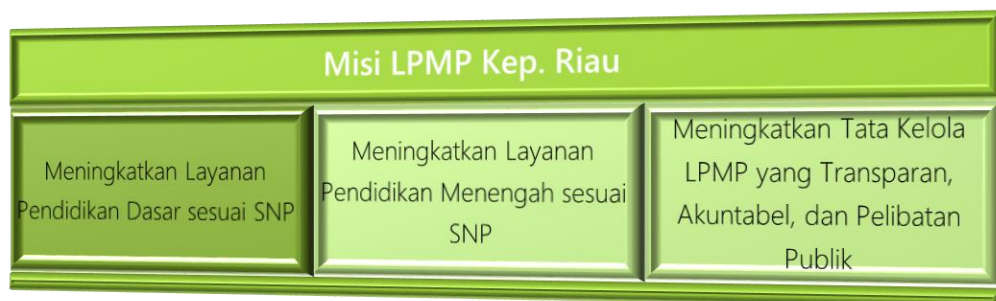 Misi LPMP Kep. Riau
Meningkatkan Layanan
Pendidikan Dasar sesuai SNP
Meningkatkan Layanan
Pendidikan Menengah sesuai
SNP
Meningkatkan Tata Kelola
LPMP yang Transparan,
Akuntabel, dan Pelibatan
Publik